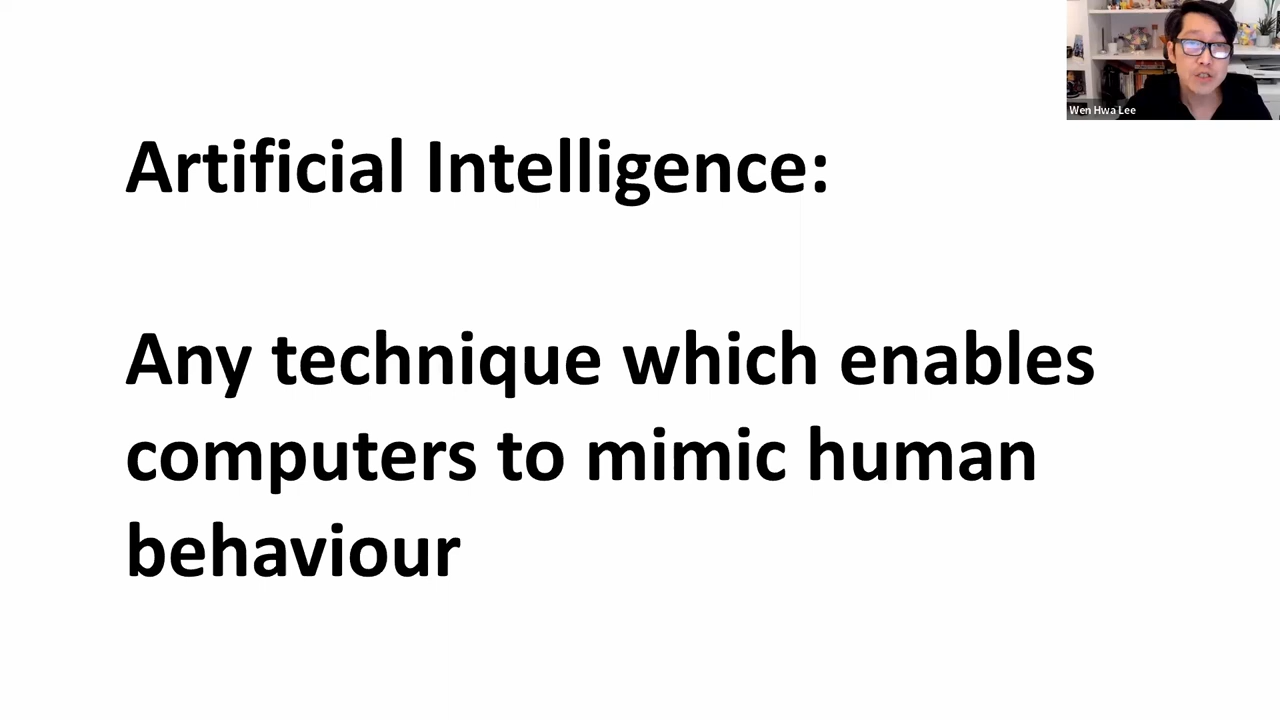 Wen Hwa Lee
Artificial Intelligence:
Any technique which enables
computers to mimic human
behaviour